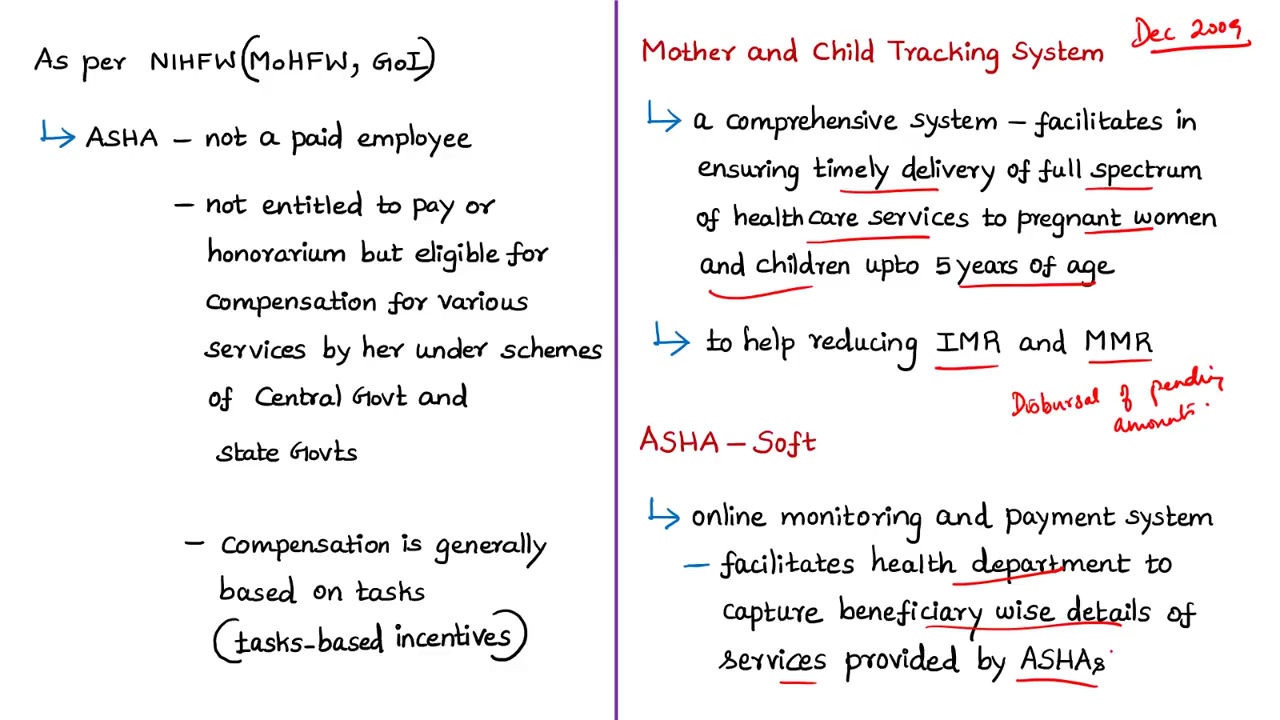 As per NIHFW(MoHFW, GoI)
↳ ASHA – not a paid employee
– not entitled to pay or
honorarium but eligible for
compensation for various
services by her under schemes
of Central Govt and
State Govts
– compensation is generally
based on tasks
(tasks-based incentives)
Dec 2009
Mother and Child Tracking System
↳ a comprehensive system – facilitates in
ensuring timely delivery of full spectrum
of healthcare services to pregnant women
and children upto 5 years of age
↳ to help reducing IMR and MMR
Disbursal of pending
amounts.
ASHA – Soft
↳ online monitoring and payment system
– facilitates health department to
capture beneficiary wise details of
services provided by ASHAs